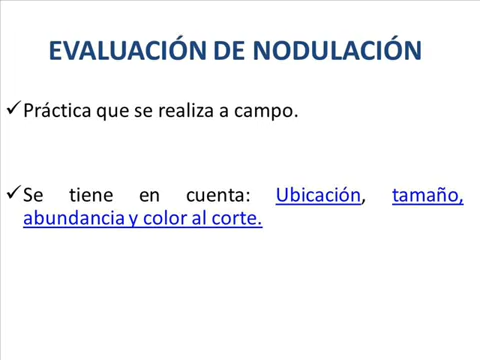 EVALUACIÓN DE NODULACIÓN
✓Práctica que se realiza a campo.
✓Se tiene en cuenta: Ubicación, tamaño,
abundancia y color al corte.